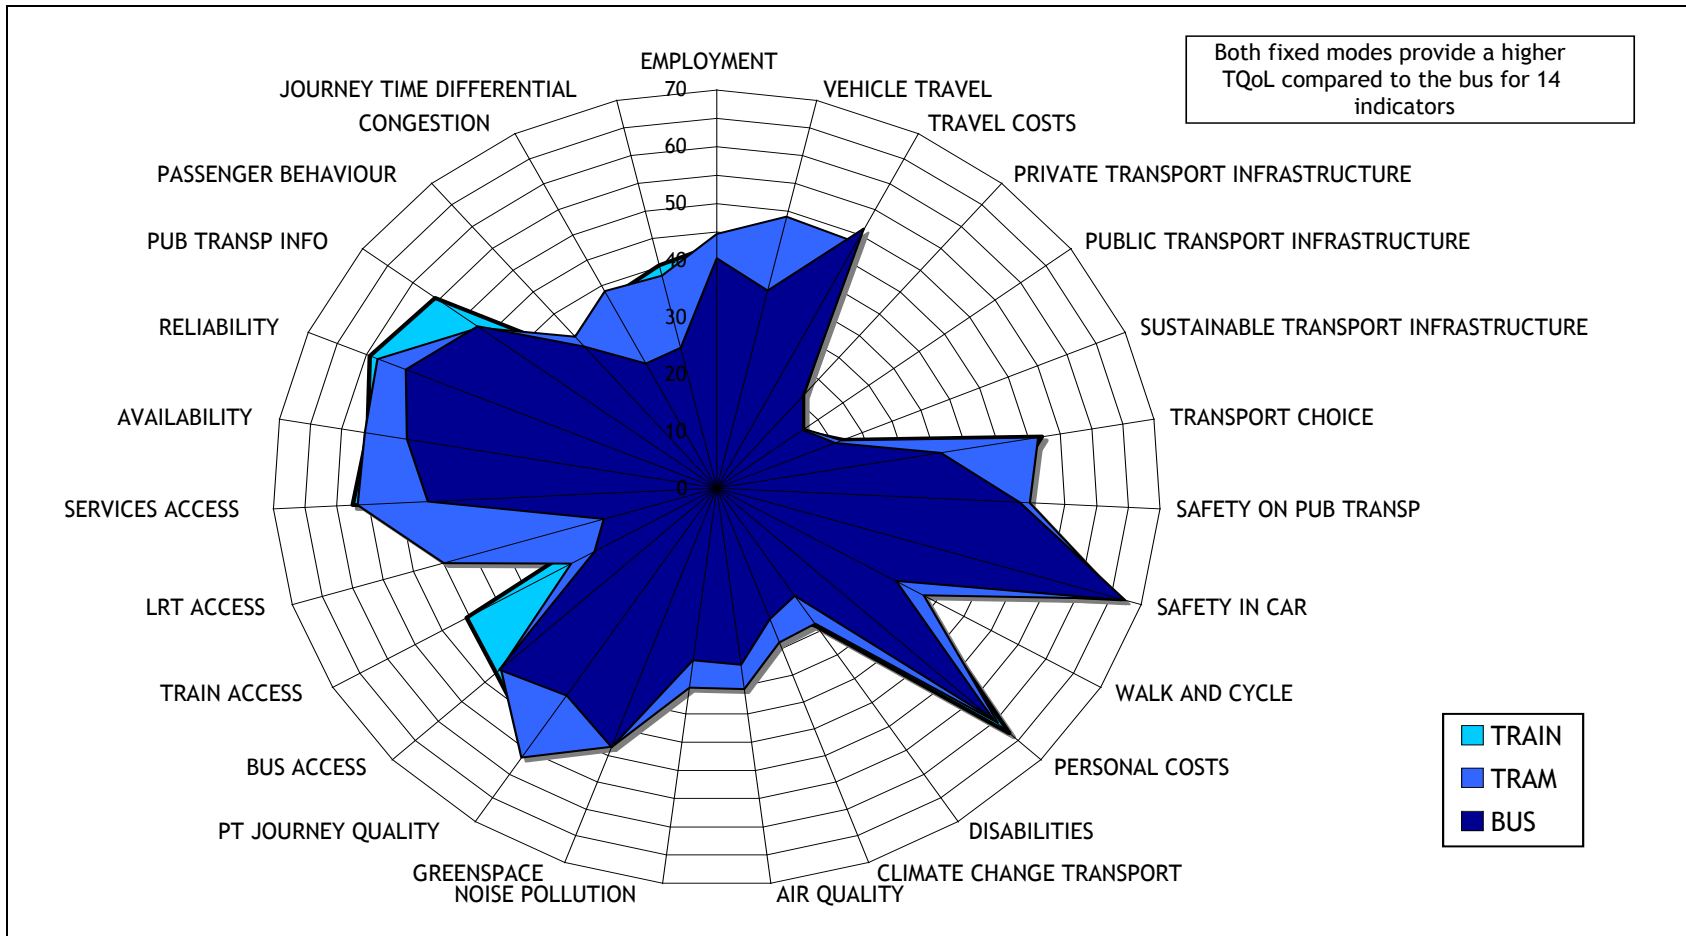 Both fixed modes provide a higher
TQoL compared to the bus for 14
indicators
EMPLOYMENT
VEHICLE TRAVEL
TRAVEL COSTS
PRIVATE TRANSPORT INFRASTRUCTURE
PUBLIC TRANSPORT INFRASTRUCTURE
SUSTAINABLE TRANSPORT INFRASTRUCTURE
TRANSPORT CHOICE
SAFETY ON PUB TRANSP
SAFETY IN CAR
WALK AND CYCLE
PERSONAL COSTS
DISABILITIES
CLIMATE CHANGE TRANSPORT
AIR QUALITY
NOISE POLLUTION
GREENSPACE
PT JOURNEY QUALITY
BUS ACCESS
TRAIN ACCESS
LRT ACCESS
SERVICES ACCESS
AVAILABILITY
RELIABILITY
PUB TRANSP INFO
PASSENGER BEHAVIOUR
CONGESTION
JOURNEY TIME DIFFERENTIAL
70
60
50
40
30
20
10
0
TRAIN
TRAM
BUS